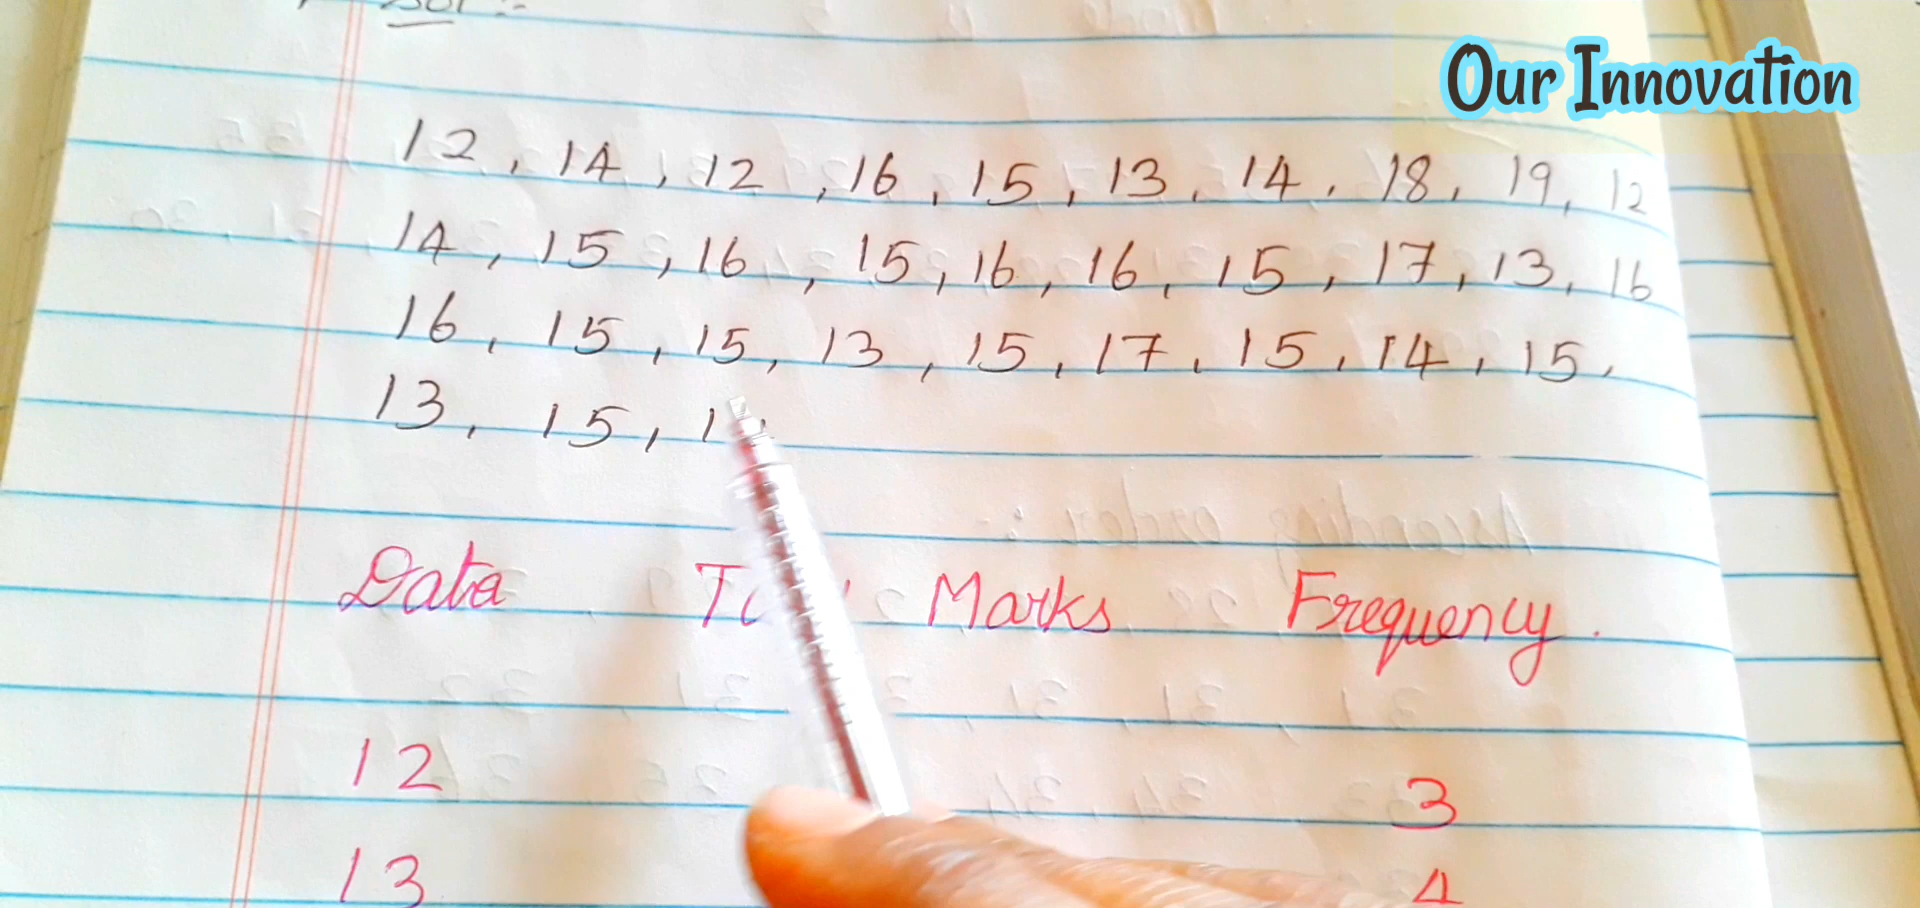 Our Innovation
12, 14, 12, 16, 15, 13, 14, 18, 19, 12
14, 15, 16, 15, 16, 16, 15, 17, 13, 16
16, 15, 15, 13, 15, 17, 15, 14, 15,
13, 15,
Data Marks Frequency.
12 3
13 4